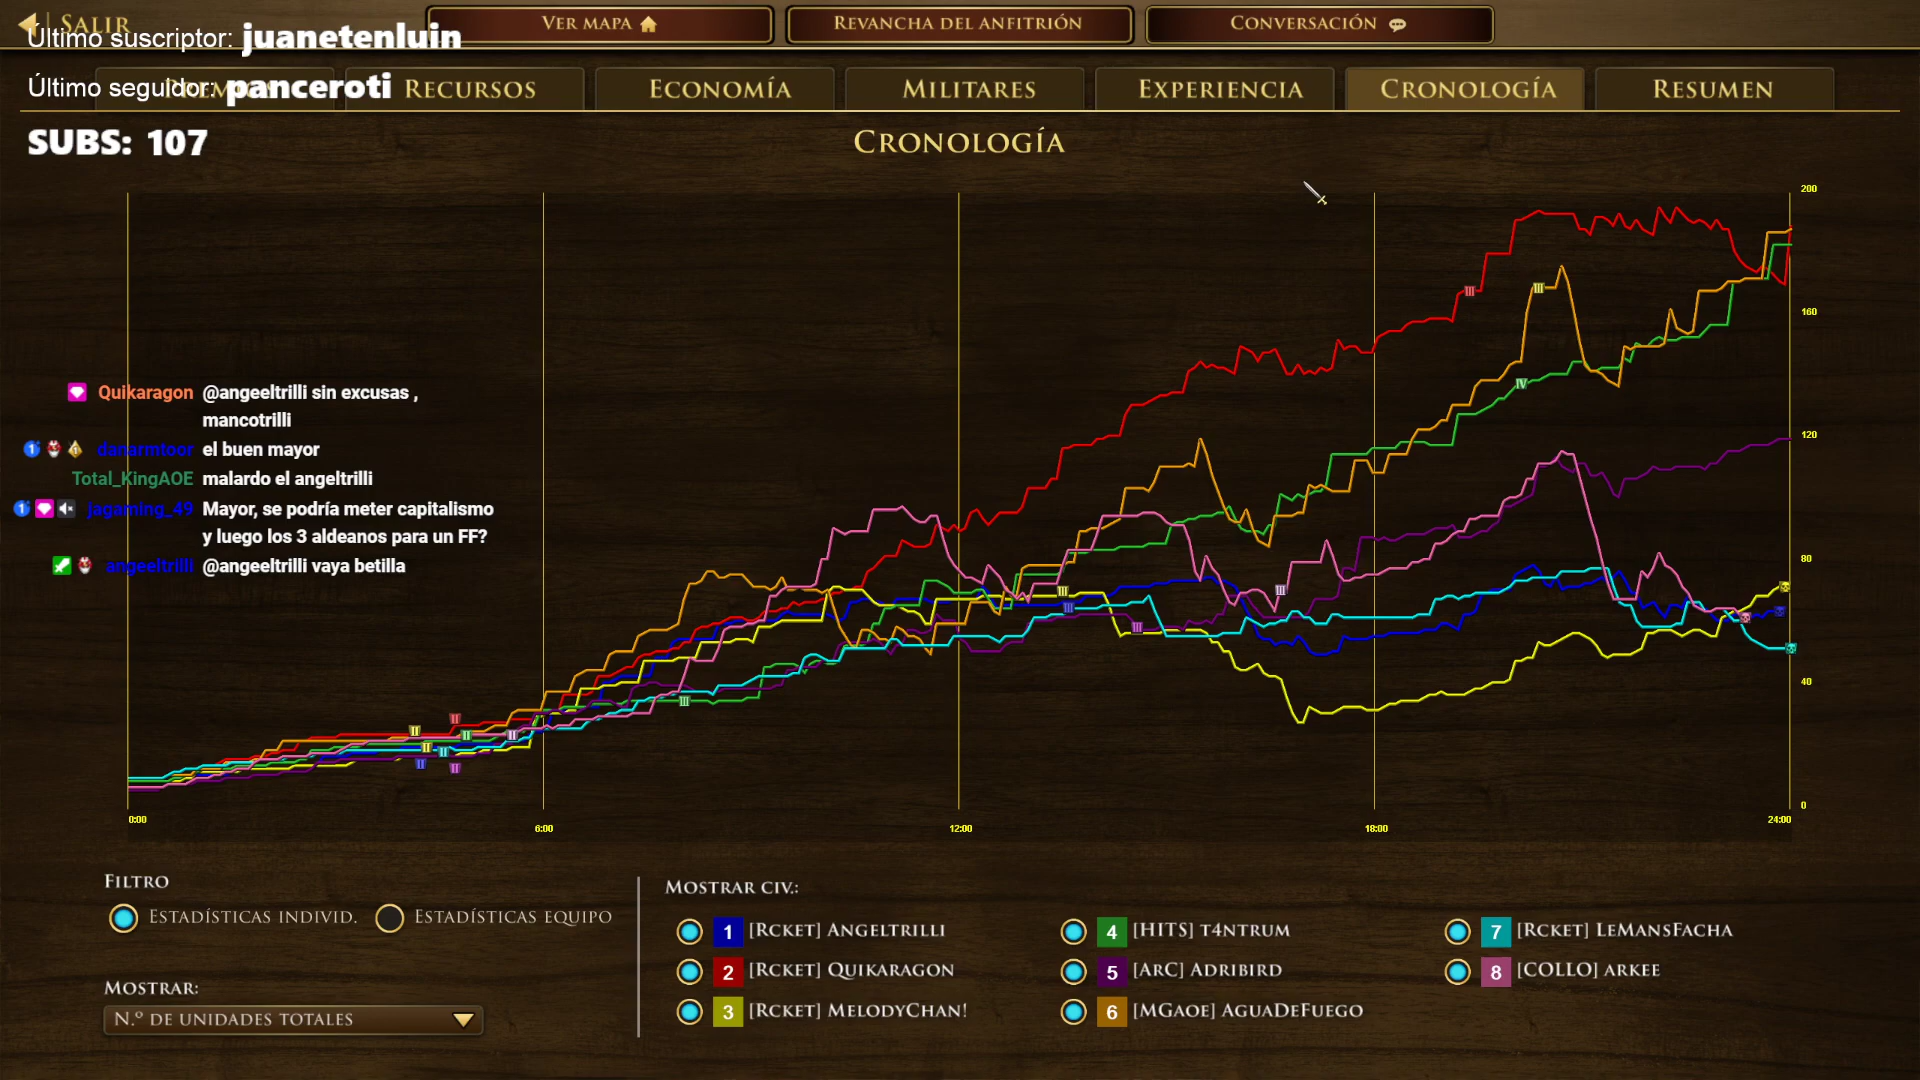 SALIR
VER MAPA
REVANCHA DEL ANFITRIÓN
CONVERSACIÓN
Último suscriptor: juanetenluin
Último seguidor: panceroti
RECURSOS
ECONOMÍA
MILITARES
EXPERIENCIA
CRONOLOGÍA
RESUMEN
SUBS: 107
CRONOLOGÍA
200
160
120
80
40
0
Quikaragon @angeeltrilli sin excusas ,
mancotrilli
danarmtoor el buen mayor
Total_KingAOE malardo el angeltrilli
jagaming_49 Mayor, se podría meter capitalismo
y luego los 3 aldeanos para un FF?
angeeltrilli @angeeltrilli vaya betilla
0:00
6:00
12:00
18:00
24:00
FILTRO
ESTADÍSTICAS INDIVID.
ESTADÍSTICAS EQUIPO
MOSTRAR:
N.º DE UNIDADES TOTALES
MOSTRAR CIV.:
1 [RCKET] ANGELTRILLI
2 [RCKET] QUIKARAGON
3 [RCKET] MELODYCHAN!
4 [HITS] T4NTRUM
5 [ARC] ADRIBIRD
6 [MGAOE] AGUADEFUEGO
7 [RCKET] LEMANSFACHA
8 [COLLO] ARKEE